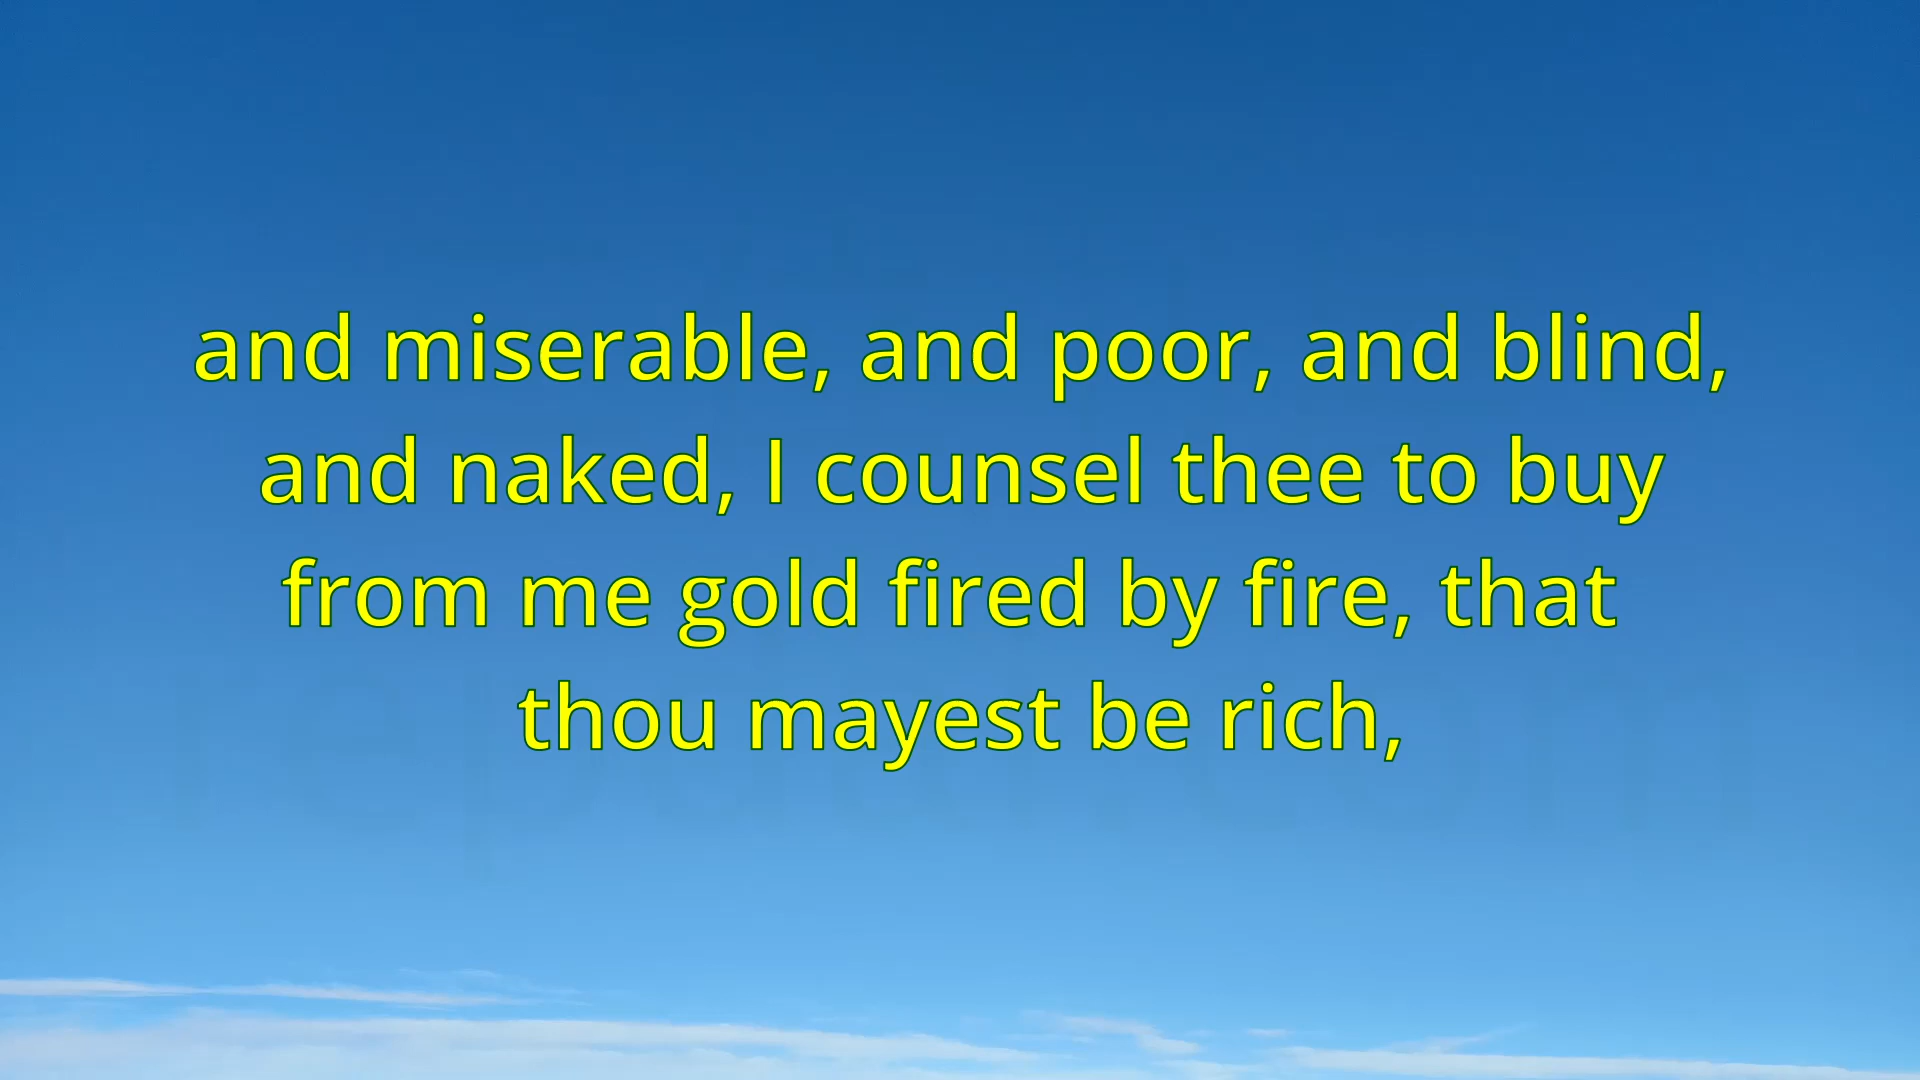 and miserable, and poor, and blind,
and naked, I counsel thee to buy
from me gold fired by fire, that
thou mayest be rich,